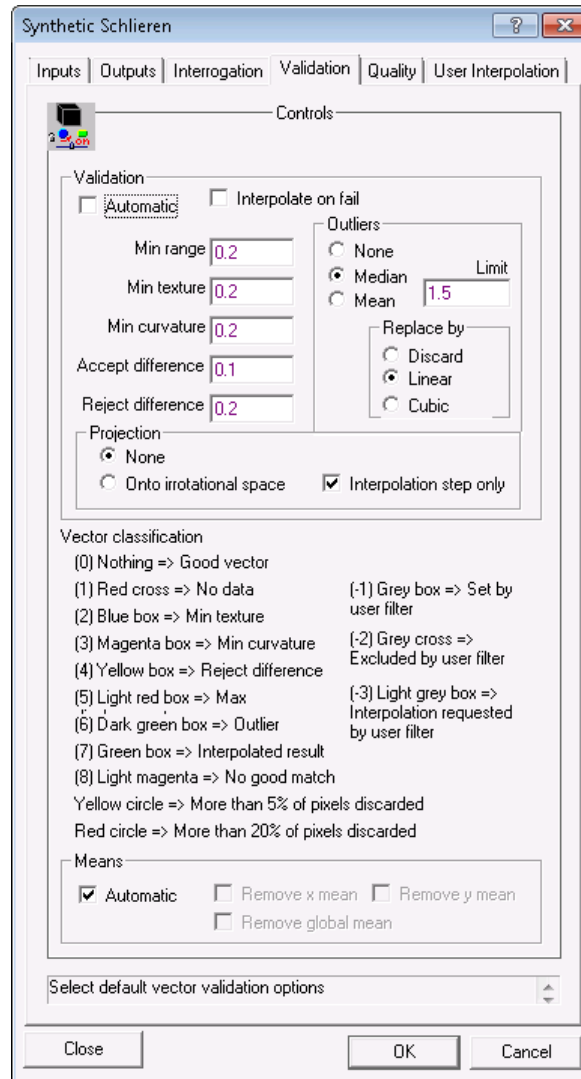 Synthetic Schlieren
Inputs Outputs Interrogation Validation Quality User Interpolation
Controls
on
Validation
Automatic
Interpolate on fail
Min range 0.2
Min texture 0.2
Min curvature 0.2
Accept difference 0.1
Reject difference 0.2
Outliers
None
Median
Mean
Limit
1.5
Replace by
Discard
Linear
Cubic
Projection
None
Onto irrotational space
Interpolation step only
Vector classification
(0) Nothing => Good vector
(1) Red cross => No data
(2) Blue box => Min texture
(3) Magenta box => Min curvature
(4) Yellow box => Reject difference
(5) Light red box => Max
(6) Dark green box => Outlier
(7) Green box => Interpolated result
(8) Light magenta => No good match
Yellow circle => More than 5% of pixels discarded
Red circle => More than 20% of pixels discarded
(-1) Grey box => Set by
user filter
(-2) Grey cross =>
Excluded by user filter
(-3) Light grey box =>
Interpolation requested
by user filter
Means
Automatic
Remove x mean
Remove y mean
Remove global mean
Select default vector validation options
Close
OK
Cancel